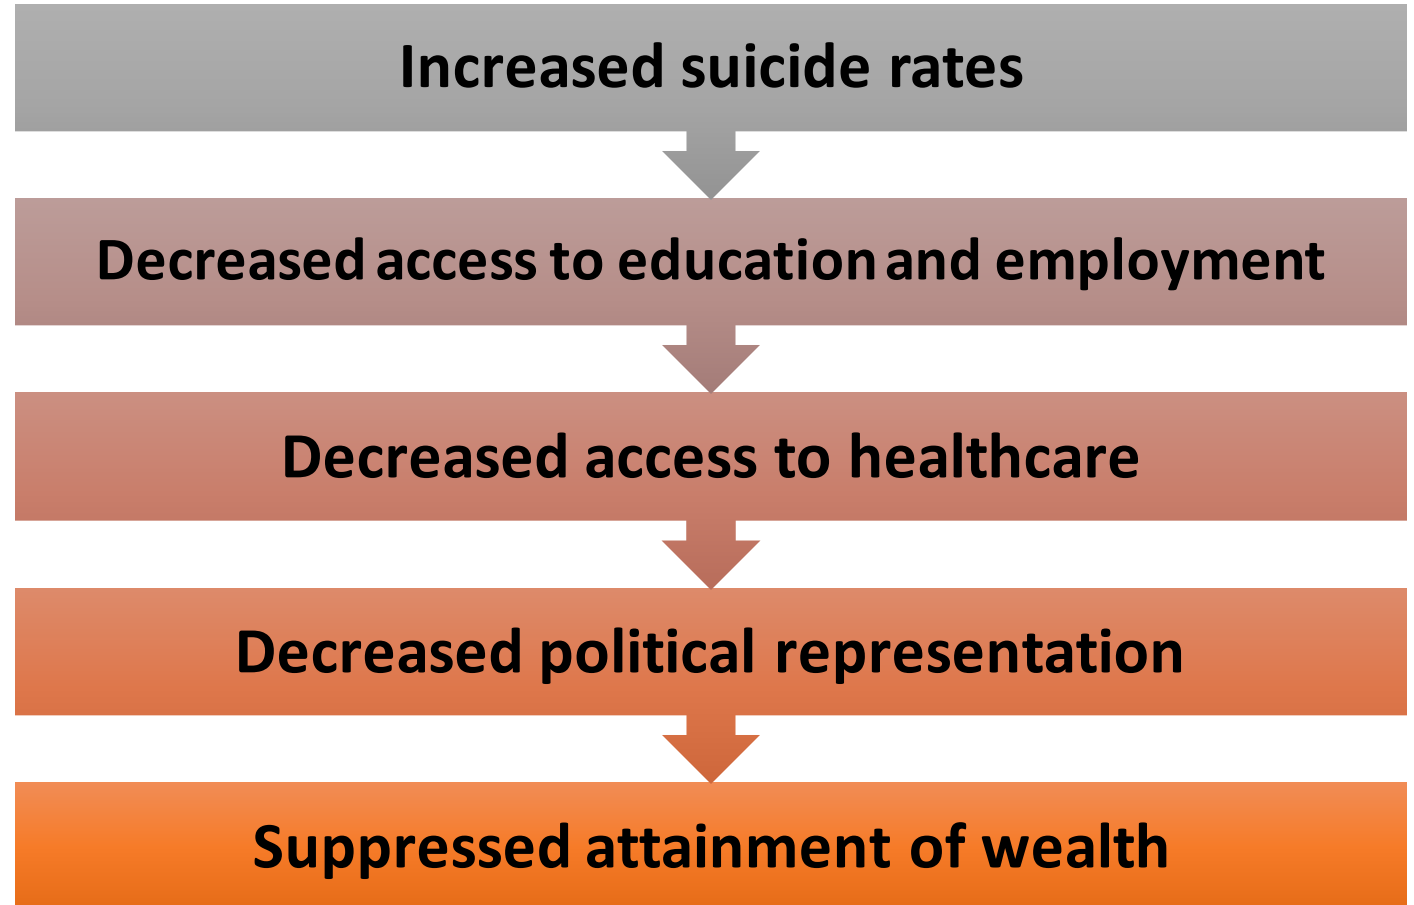 Increased suicide rates
Decreased access to education and employment
Decreased access to healthcare
Decreased political representation
Suppressed attainment of wealth